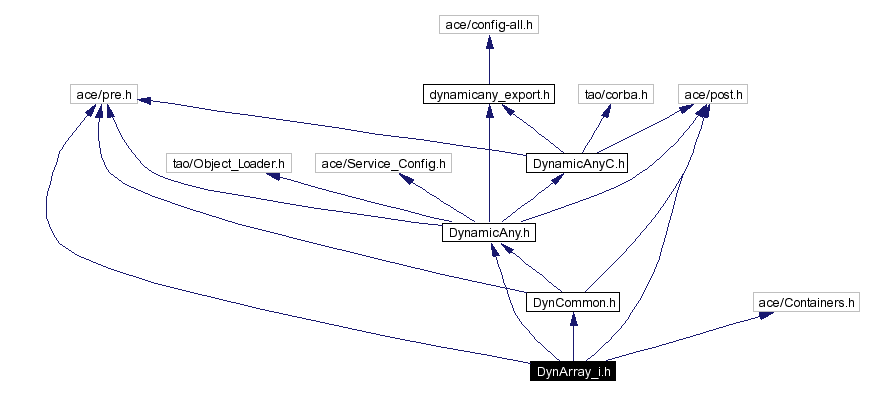 ace/config-all.h
ace/pre.h
dynamicany_export.h
tao/corba.h
ace/post.h
tao/Object_Loader.h
ace/Service_Config.h
DynamicAnyC.h
DynamicAny.h
DynCommon.h
ace/Containers.h
DynArray_i.h